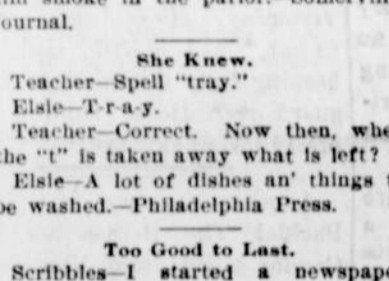 ournal.
She Knew.
Teacher—Spell "tray."
Elsie—T-r-a-y.
Teacher—Correct. Now then, whe
the "t" is taken away what is left?
Elsie—A lot of dishes an' things t
be washed.—Philadelphia Press.
Too Good to Last.
Scribbles—I started a newspape